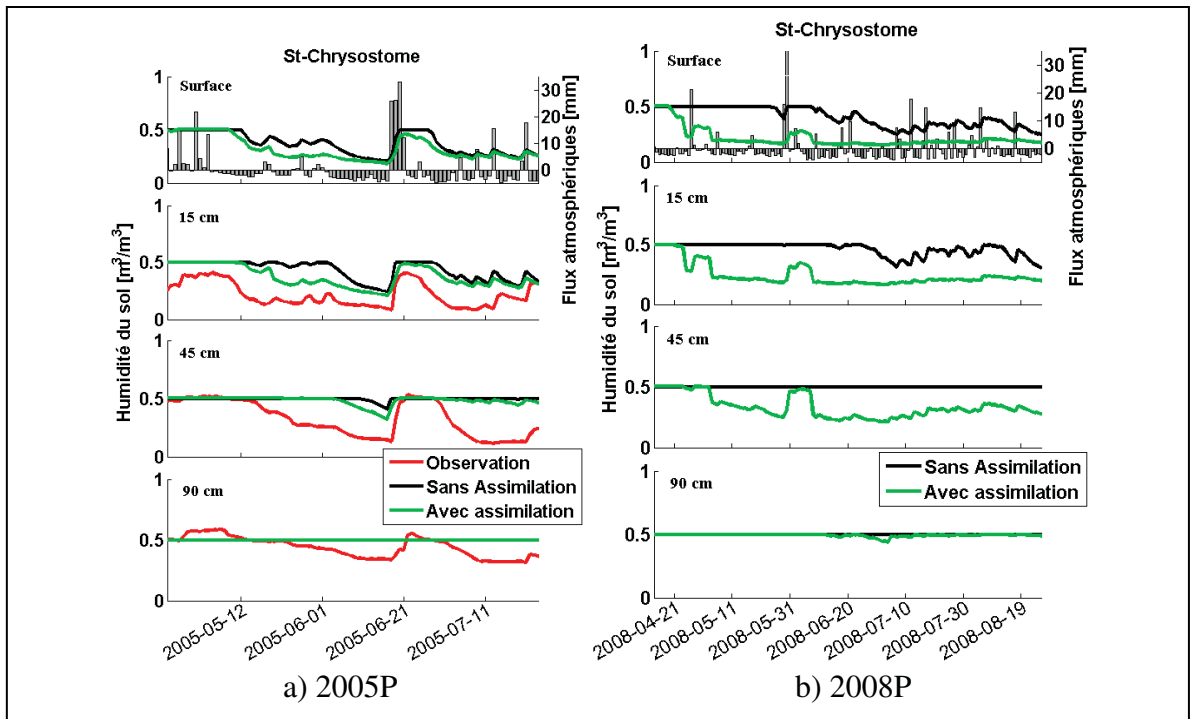 St-Chrysostome
Surface
1
0.5
0
30
20
10
0
15 cm
1
0.5
0
45 cm
1
0.5
0
90 cm
1
0.5
0
Humidité du sol [m³/m³]
Flux atmosphériques [mm]
Observation
Sans Assimilation
Avec assimilation
2005-05-12
2005-06-01
2005-06-21
2005-07-11
a) 2005P
St-Chrysostome
Surface
1
0.5
0
30
20
10
0
15 cm
1
0.5
0
45 cm
1
0.5
0
90 cm
1
0.5
0
Humidité du sol [m³/m³]
Flux atmosphériques [mm]
Sans Assimilation
Avec assimilation
2008-04-21
2008-05-11
2008-05-31
2008-06-20
2008-07-10
2008-07-30
2008-08-19
b) 2008P